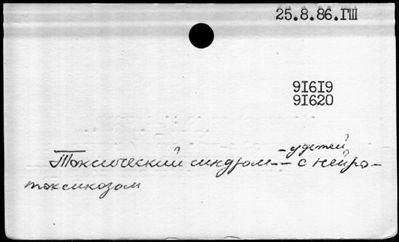 25.8.86.ГШ
91619
91620
Токсический синдром -- у детей с нейро-
токсикозом